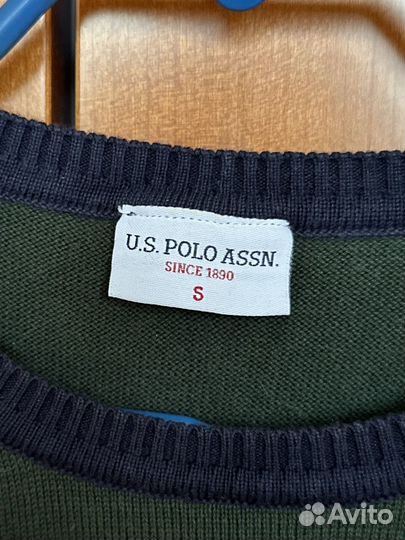 U.S. POLO ASSN.
SINCE 1890
S
Avito